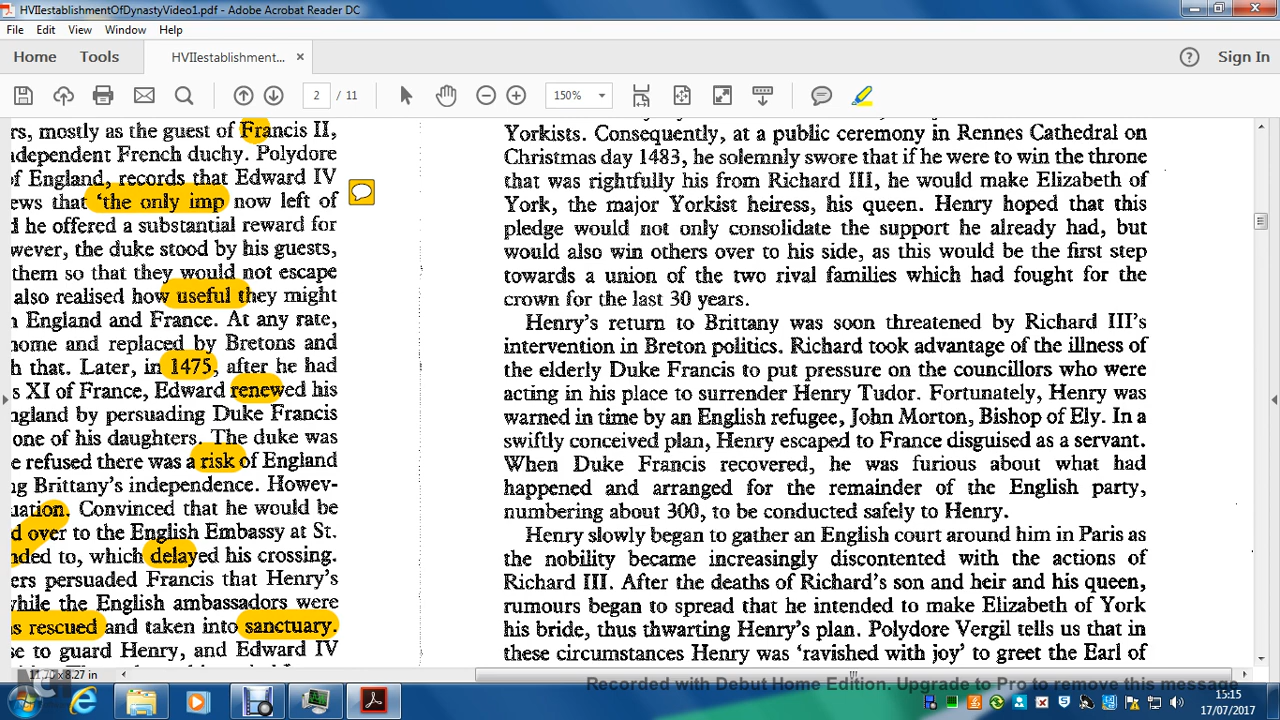 HVIIestablishmentOfDynastyVideo1.pdf - Adobe Acrobat Reader DC
File Edit View Window Help
Home Tools HVIIestablishment... × Sign In
2 / 11 150%
rs, mostly as the guest of Francis II,
dependent French duchy. Polydore
of England, records that Edward IV
ews that 'the only imp now left of
d he offered a substantial reward for
owever, the duke stood by his guests,
them so that they would not escape
also realised how useful they might
n England and France. At any rate,
home and replaced by Bretons and
h that. Later, in 1475, after he had
s XI of France, Edward renewed his
ngland by persuading Duke Francis
one of his daughters. The duke was
e refused there was a risk of England
ng Brittany's independence. Howev-
uation. Convinced that he would be
d over to the English Embassy at St.
nded to, which delayed his crossing.
ers persuaded Francis that Henry's
while the English ambassadors were
as rescued and taken into sanctuary.
se to guard Henry, and Edward IV
Yorkists. Consequently, at a public ceremony in Rennes Cathedral on
Christmas day 1483, he solemnly swore that if he were to win the throne
that was rightfully his from Richard III, he would make Elizabeth of
York, the major Yorkist heiress, his queen. Henry hoped that this
pledge would not only consolidate the support he already had, but
would also win others over to his side, as this would be the first step
towards a union of the two rival families which had fought for the
crown for the last 30 years.
Henry's return to Brittany was soon threatened by Richard III's
intervention in Breton politics. Richard took advantage of the illness of
the elderly Duke Francis to put pressure on the councillors who were
acting in his place to surrender Henry Tudor. Fortunately, Henry was
warned in time by an English refugee, John Morton, Bishop of Ely. In a
swiftly conceived plan, Henry escaped to France disguised as a servant.
When Duke Francis recovered, he was furious about what had
happened and arranged for the remainder of the English party,
numbering about 300, to be conducted safely to Henry.
Henry slowly began to gather an English court around him in Paris as
the nobility became increasingly discontented with the actions of
Richard III. After the deaths of Richard's son and heir and his queen,
rumours began to spread that he intended to make Elizabeth of York
his bride, thus thwarting Henry's plan. Polydore Vergil tells us that in
these circumstances Henry was 'ravished with joy' to greet the Earl of
11.70 x 8.27 in
NCH
Recorded with Debut Home Edition. Upgrade to Pro to remove this message
15:15
17/07/2017